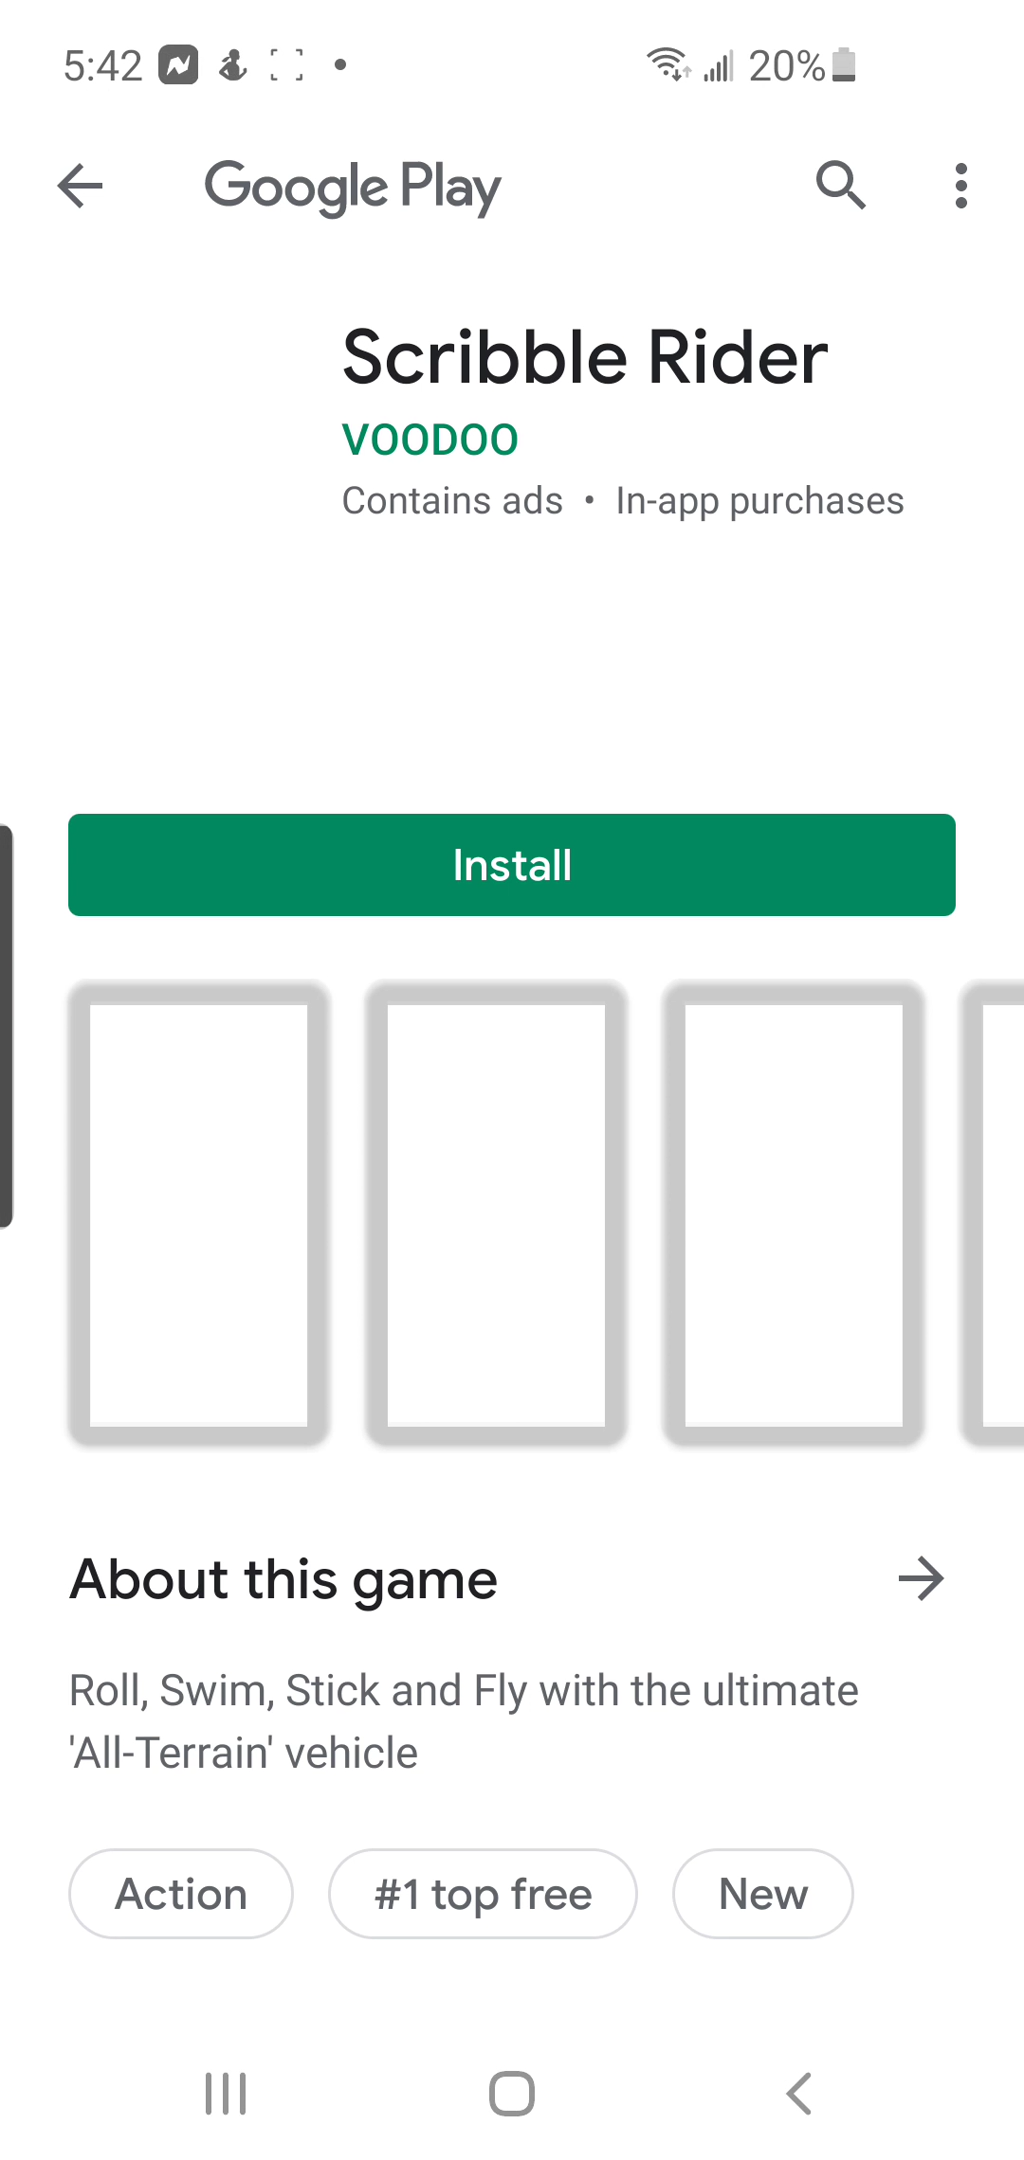 5:42 20%
Google Play
Scribble Rider
VOODOO
Contains ads • In-app purchases
Install
About this game
Roll, Swim, Stick and Fly with the ultimate
'All-Terrain' vehicle
Action #1 top free New